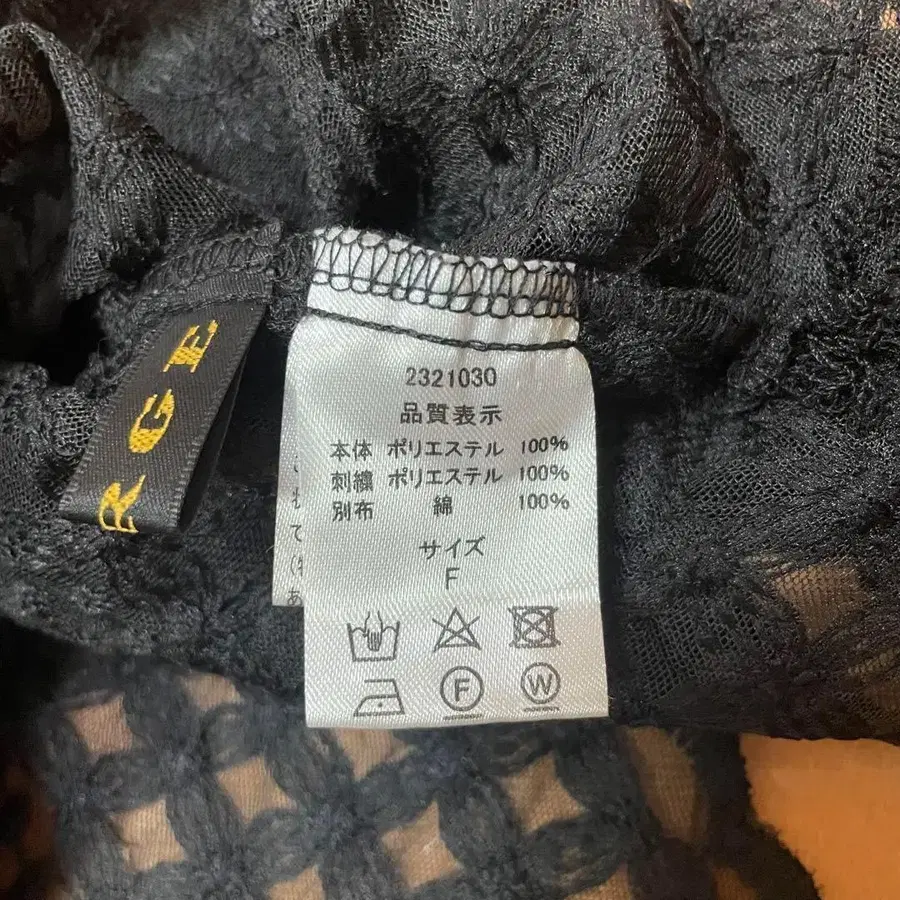 RGE
2321030
品質表示
本体 ポリエステル 100%
刺繍 ポリエステル 100%
別布 綿 100%
サイズ
F
F W